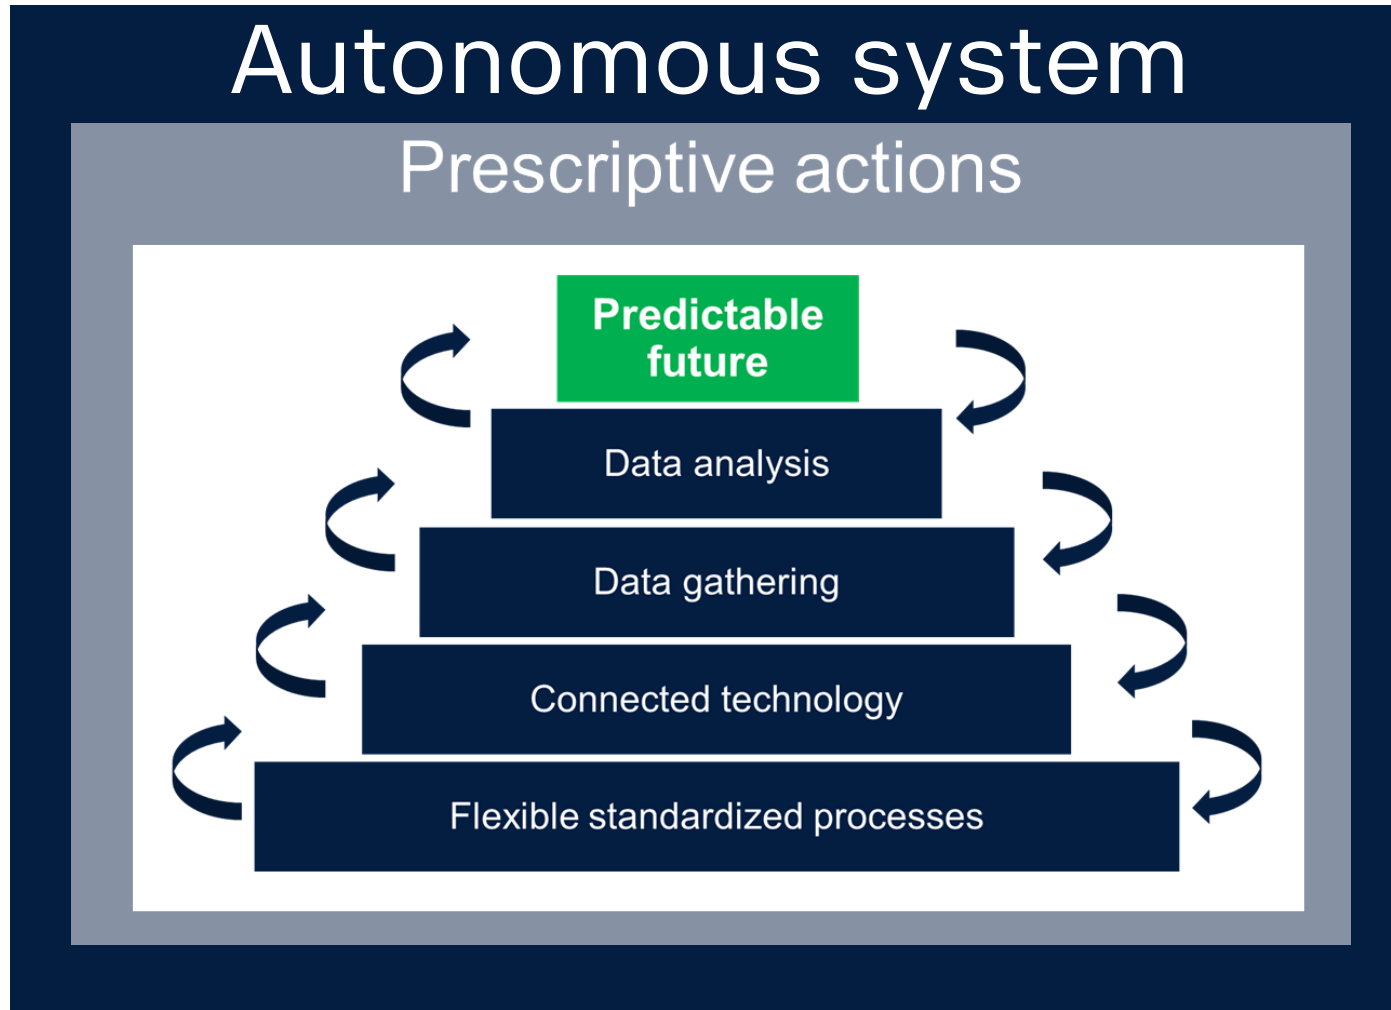 Autonomous system
Prescriptive actions
Predictable
future
Data analysis
Data gathering
Connected technology
Flexible standardized processes